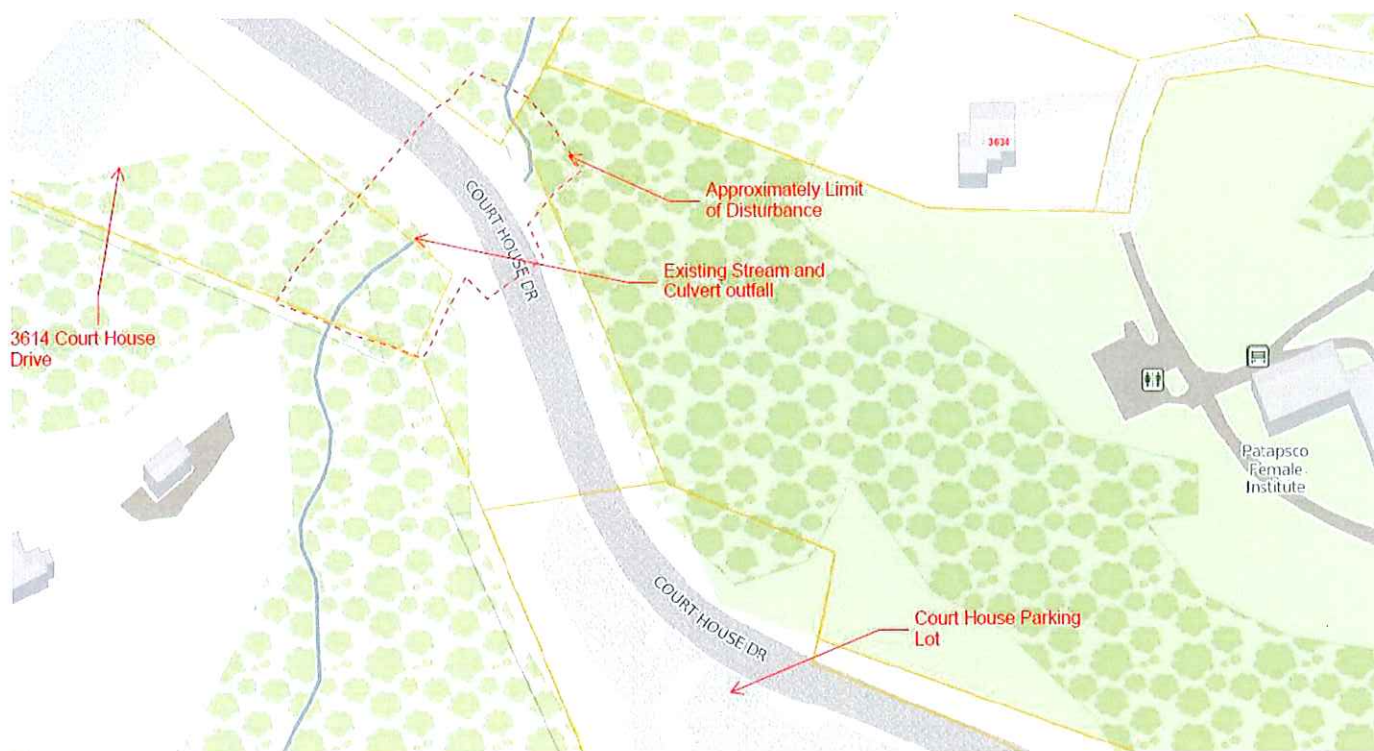 3634
COURT HOUSE DR
Approximately Limit
of Disturbance
Existing Stream and
Culvert outfall
3614 Court House
Drive
Patapsco
Female
Institute
COURT HOUSE DR
Court House Parking
Lot